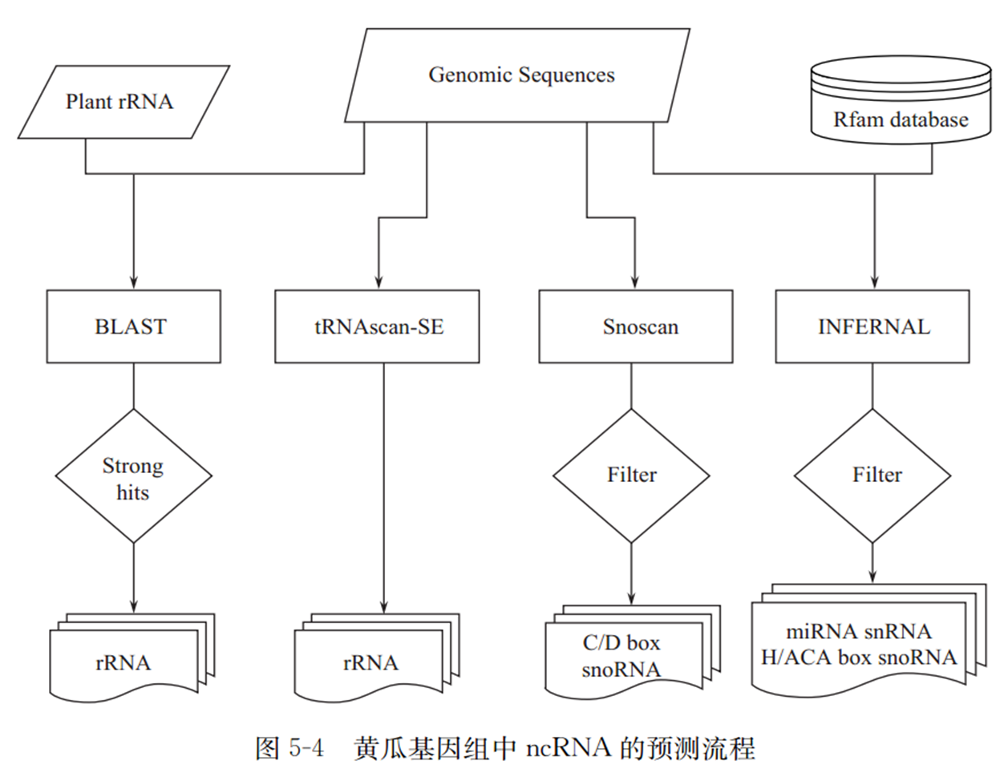 Genomic Sequences
Plant rRNA
Rfam database
BLAST
tRNAscan-SE
Snoscan
INFERNAL
Strong
hits
Filter
Filter
rRNA
rRNA
C/D box
snoRNA
miRNA snRNA
H/ACA box snoRNA
图 5-4 黄瓜基因组中 ncRNA 的预测流程